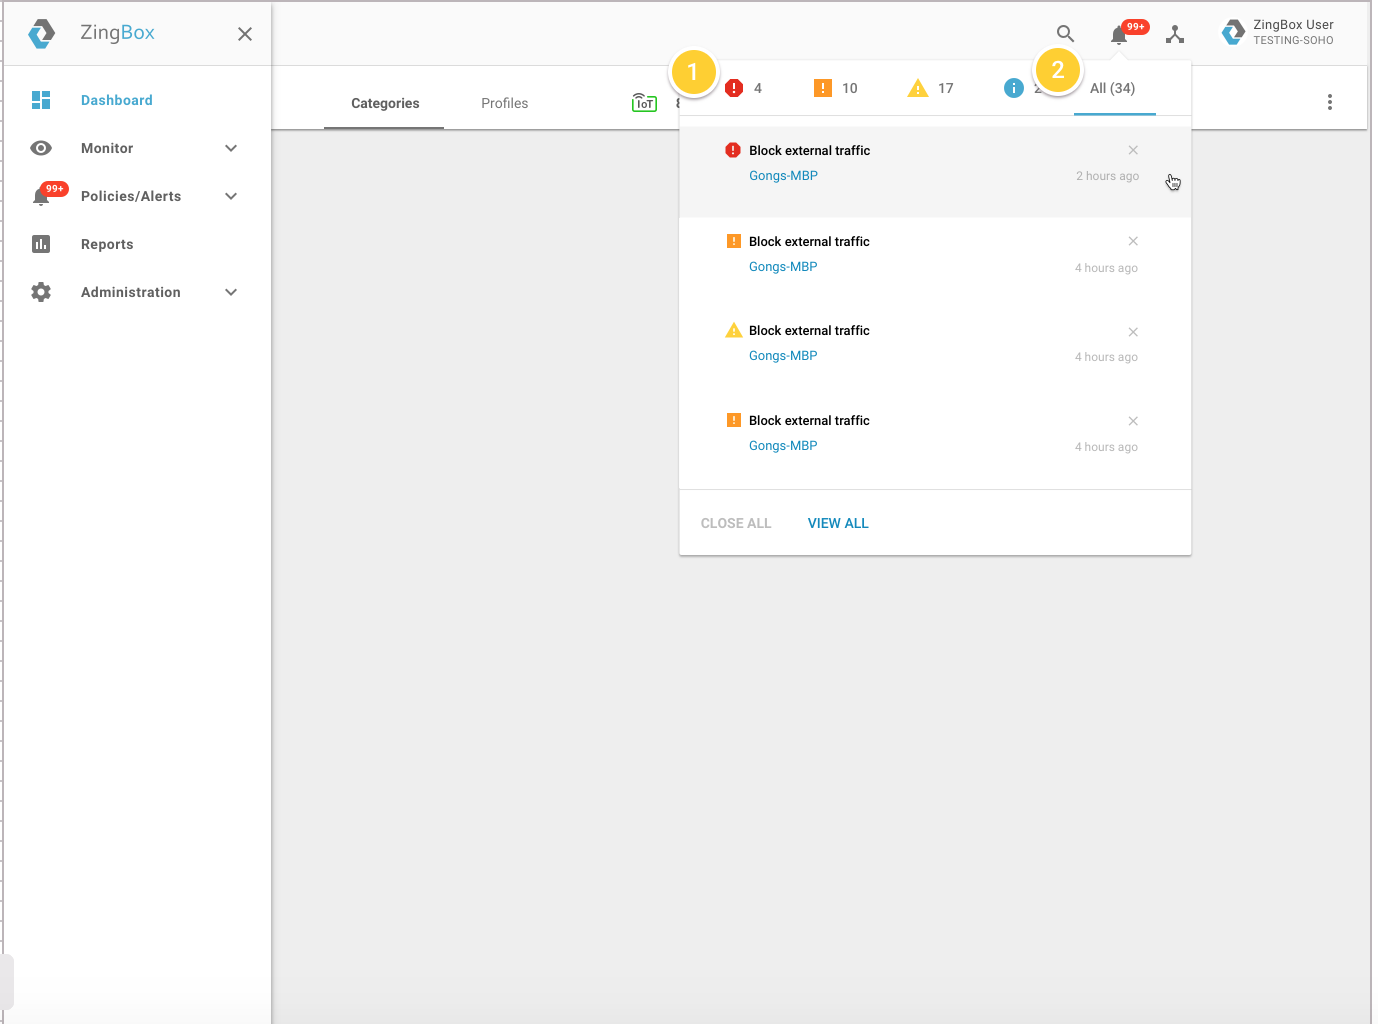 ZingBox
Dashboard
Monitor
99+
Policies/Alerts
Reports
Administration
99+
ZingBox User
TESTING-SOHO
Categories
Profiles
IoT
1
4
10
17
2
All (34)
Block external traffic
Gongs-MBP
2 hours ago
Block external traffic
Gongs-MBP
4 hours ago
Block external traffic
Gongs-MBP
4 hours ago
Block external traffic
Gongs-MBP
4 hours ago
CLOSE ALL
VIEW ALL